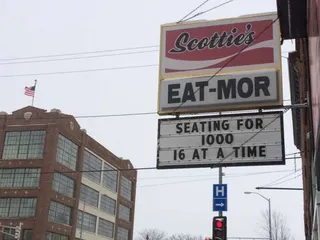 Scottie's
EAT-MOR
SEATING FOR
1000
16 AT A TIME
H